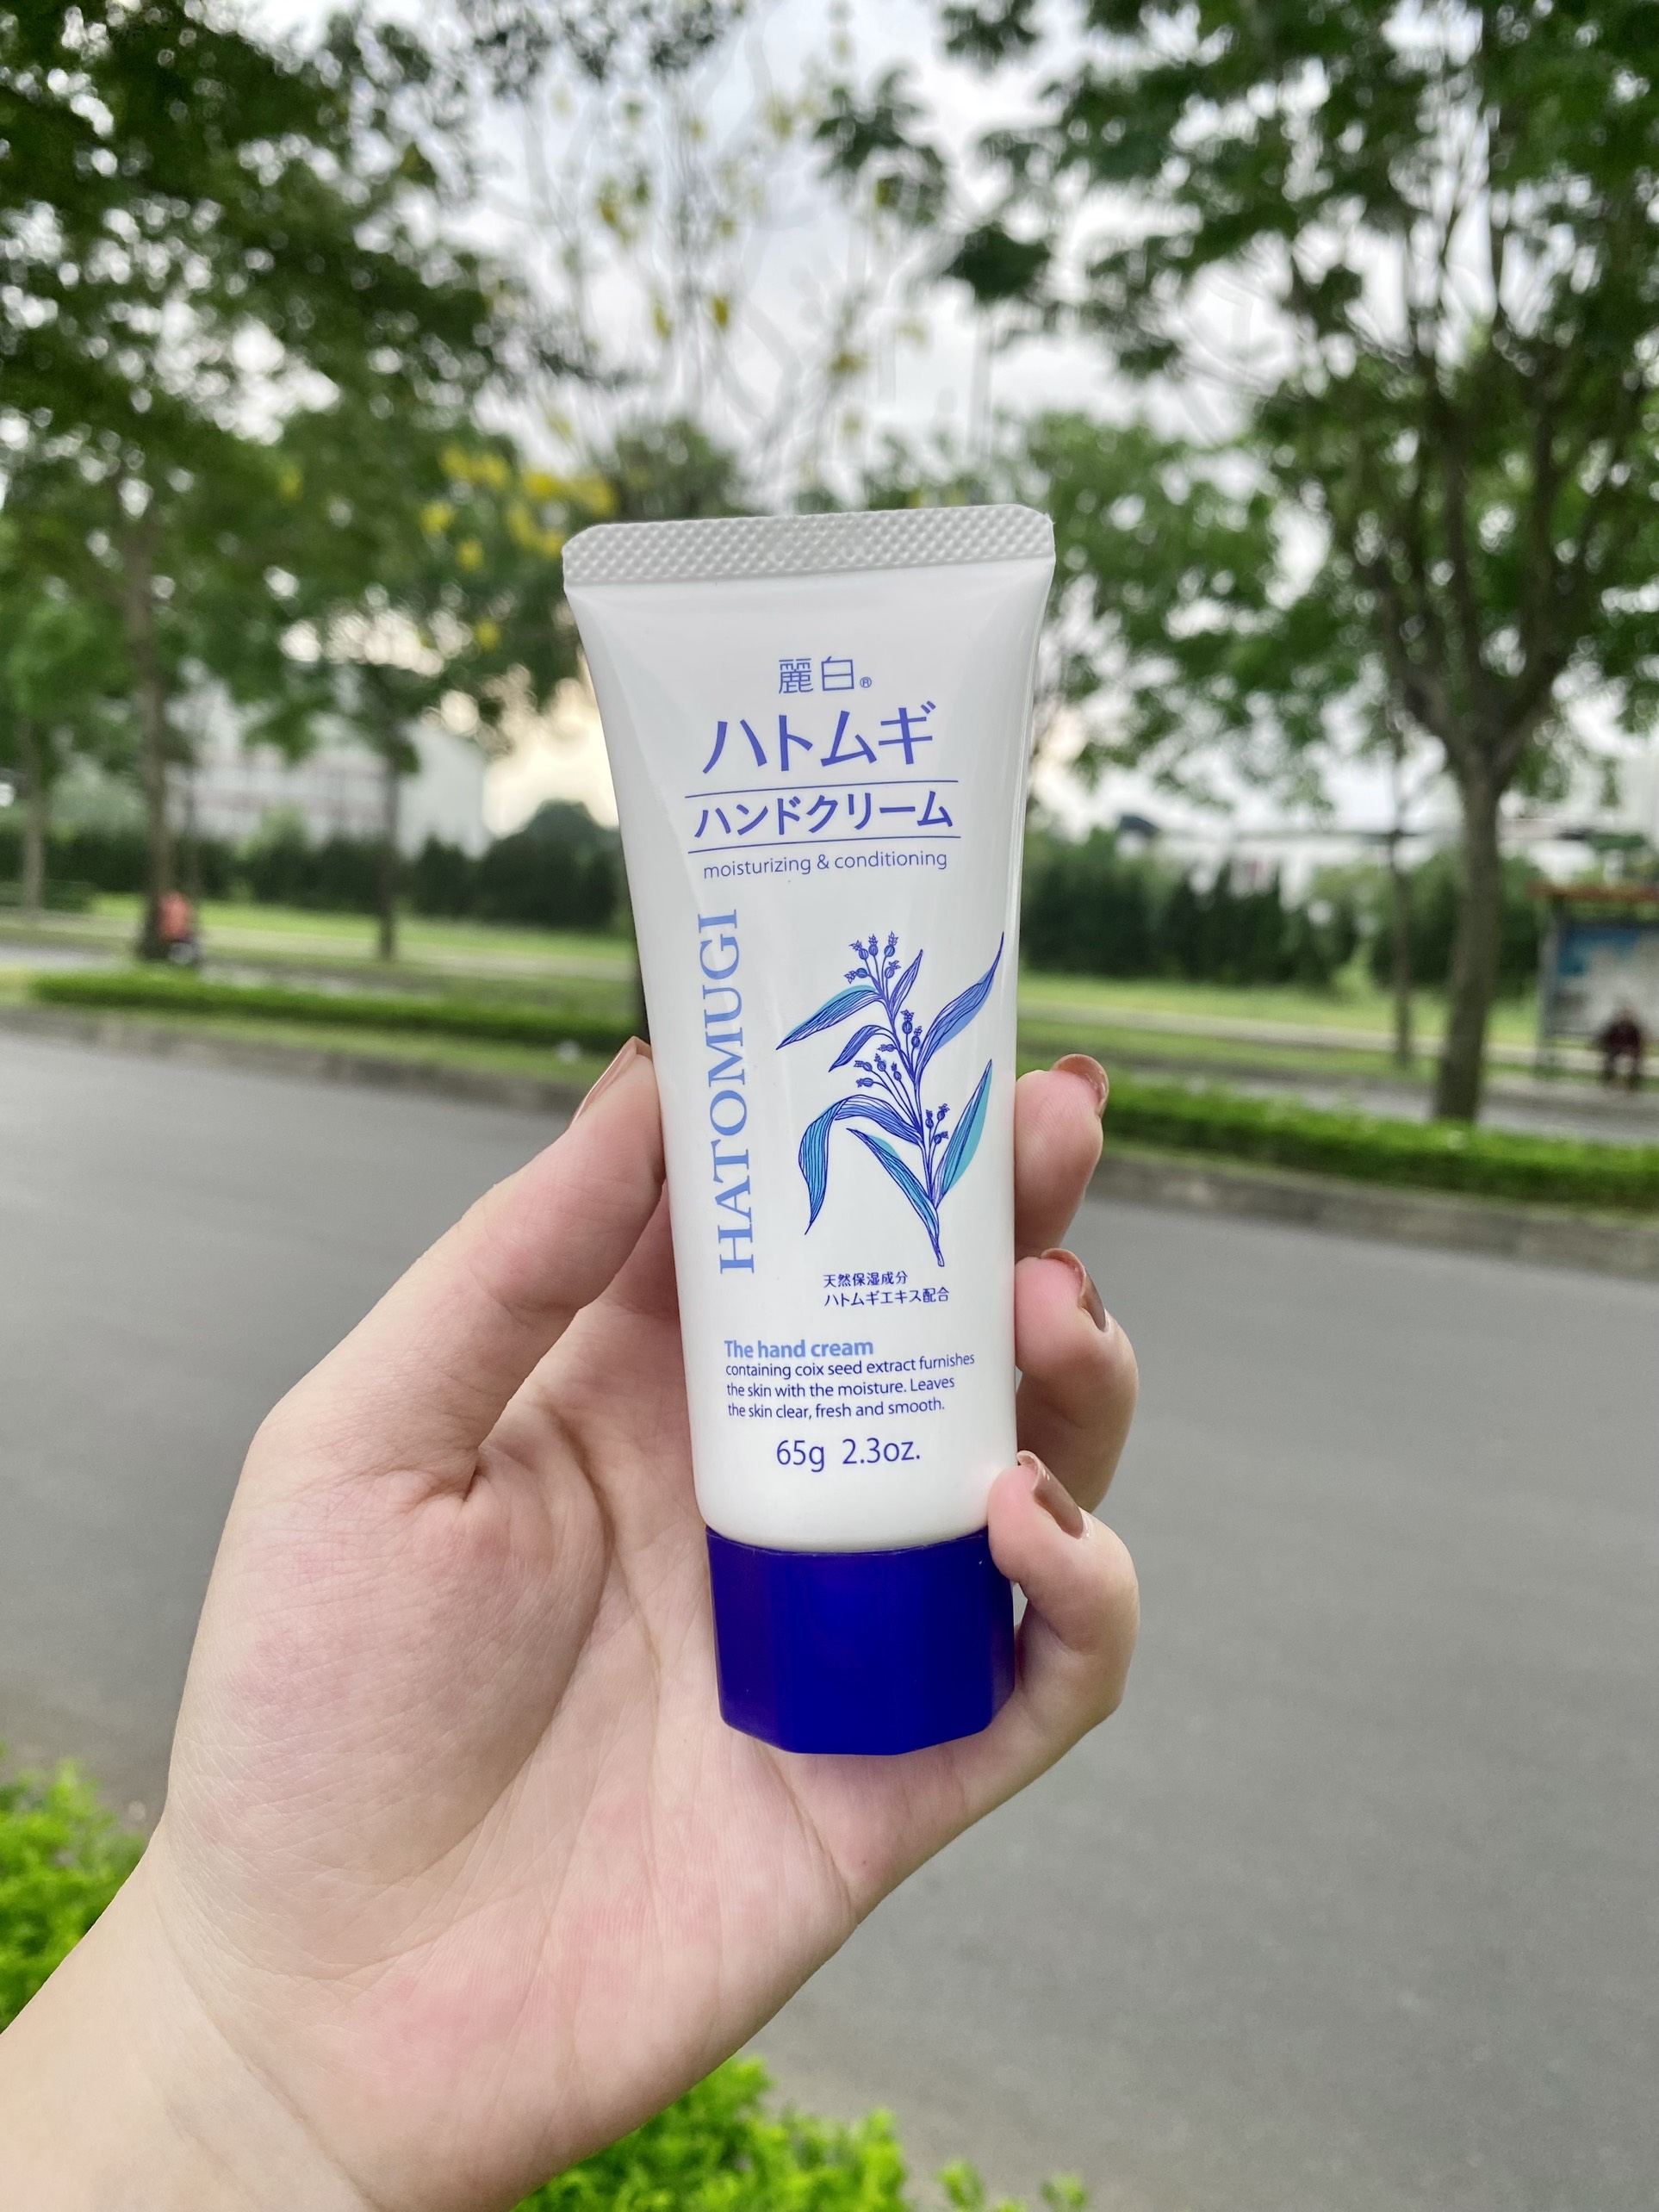 麗白®
ハトムギ
ハンドクリーム
moisturizing & conditioning
HATOMUGI
天然保湿成分
ハトムギエキス配合
The hand cream
containing coix seed extract furnishes
the skin with the moisture. Leaves
the skin clear, fresh and smooth.
65g 2.3oz.